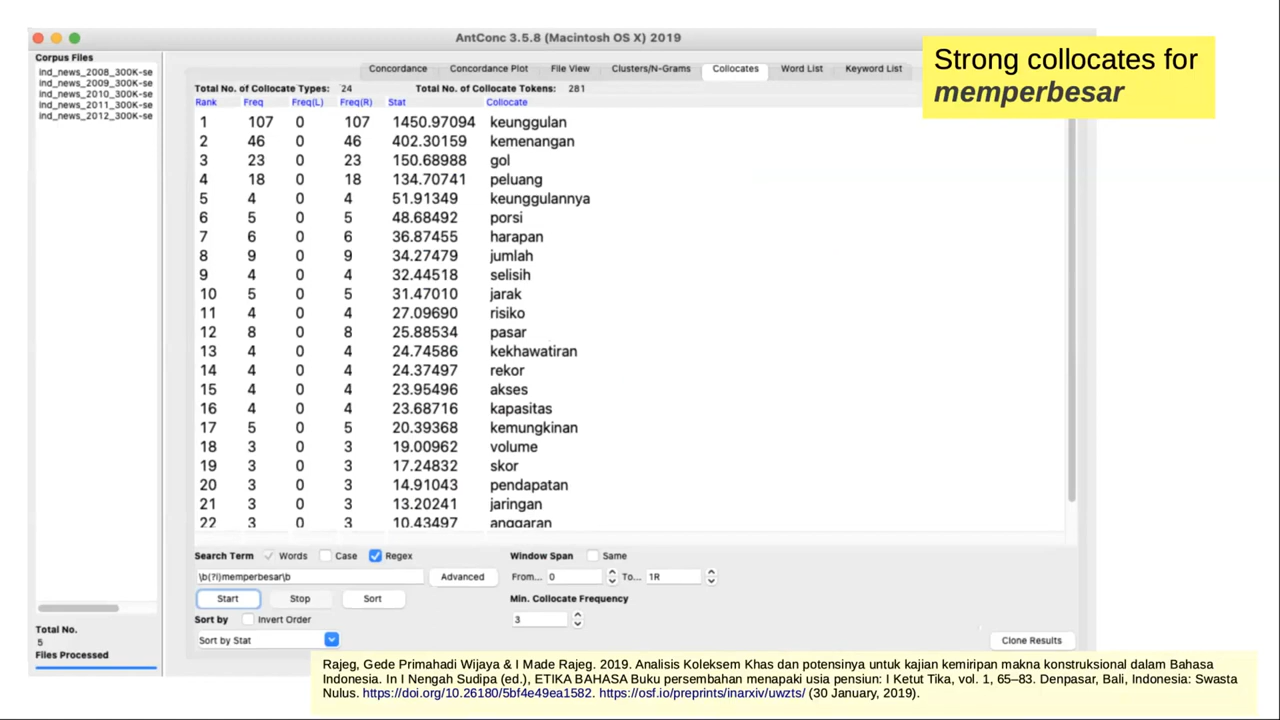 AntConc 3.5.8 (Macintosh OS X) 2019
Strong collocates for
memperbesar
Corpus Files
ind_news_2008_300K-se
ind_news_2009_300K-se
ind_news_2010_300K-se
ind_news_2011_300K-se
ind_news_2012_300K-se
Concordance Concordance Plot File View Clusters/N-Grams Collocates Word List Keyword List
Total No. of Collocate Types: 24 Total No. of Collocate Tokens: 281
Rank Freq Freq(L) Freq(R) Stat Collocate
1 107 0 107 1450.97094 keunggulan
2 46 0 46 402.30159 kemenangan
3 23 0 23 150.68988 gol
4 18 0 18 134.70741 peluang
5 4 0 4 51.91349 keunggulannya
6 5 0 5 48.68492 porsi
7 6 0 6 36.87455 harapan
8 9 0 9 34.27479 jumlah
9 4 0 4 32.44518 selisih
10 5 0 5 31.47010 jarak
11 4 0 4 27.09690 risiko
12 8 0 8 25.88534 pasar
13 4 0 4 24.74586 kekhawatiran
14 4 0 4 24.37497 rekor
15 4 0 4 23.95496 akses
16 4 0 4 23.68716 kapasitas
17 5 0 5 20.39368 kemungkinan
18 3 0 3 19.00962 volume
19 3 0 3 17.24832 skor
20 3 0 3 14.91043 pendapatan
21 3 0 3 13.20241 jaringan
22 3 0 3 10.43497 anggaran
Search Term Words Case Regex Window Span Same
\b(?i)memperbesar\b Advanced From... 0 To... 1R
Start Stop Sort Min. Collocate Frequency
Sort by Invert Order 3
Sort by Stat Clone Results
Total No.
5
Files Processed
Rajeg, Gede Primahadi Wijaya & I Made Rajeg. 2019. Analisis Koleksem Khas dan potensinya untuk kajian kemiripan makna konstruksional dalam Bahasa
Indonesia. In I Nengah Sudipa (ed.), ETIKA BAHASA Buku persembahan menapaki usia pensiun: I Ketut Tika, vol. 1, 65–83. Denpasar, Bali, Indonesia: Swasta
Nulus. https://doi.org/10.26180/5bf4e49ea1582. https://osf.io/preprints/inarxiv/uwzts/ (30 January, 2019).